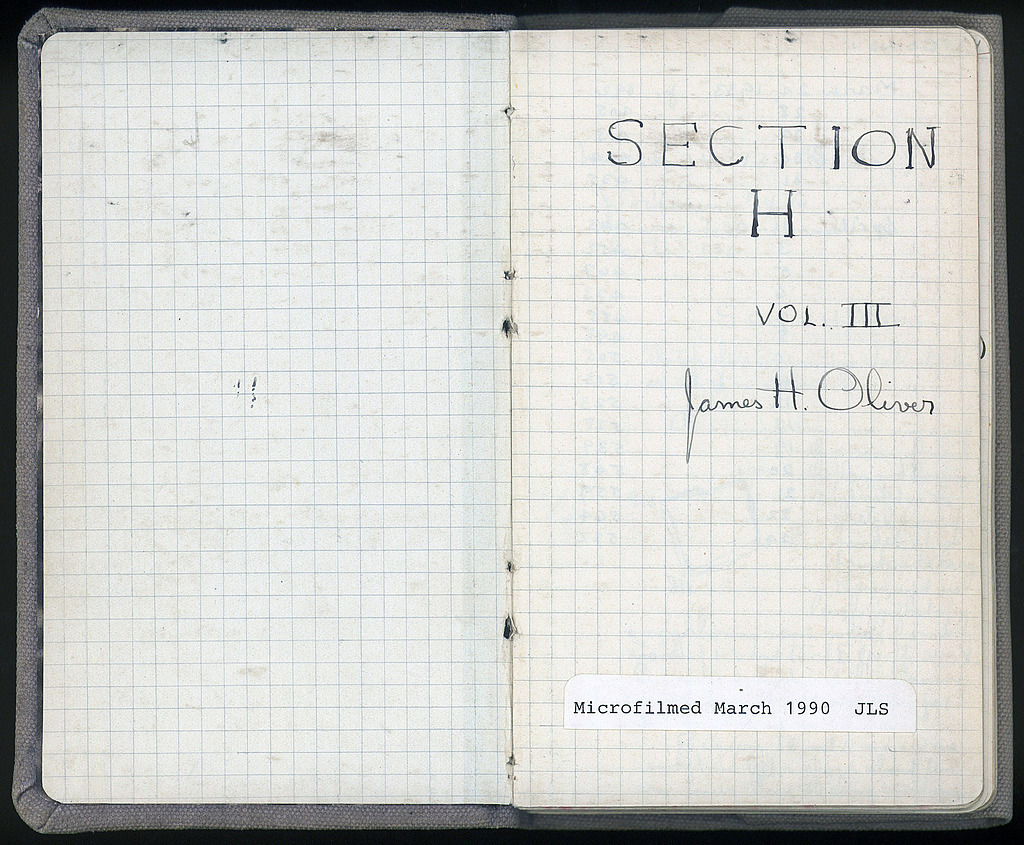 SECTION
H
VOL. III
James H. Oliver
Microfilmed March 1990 JLS